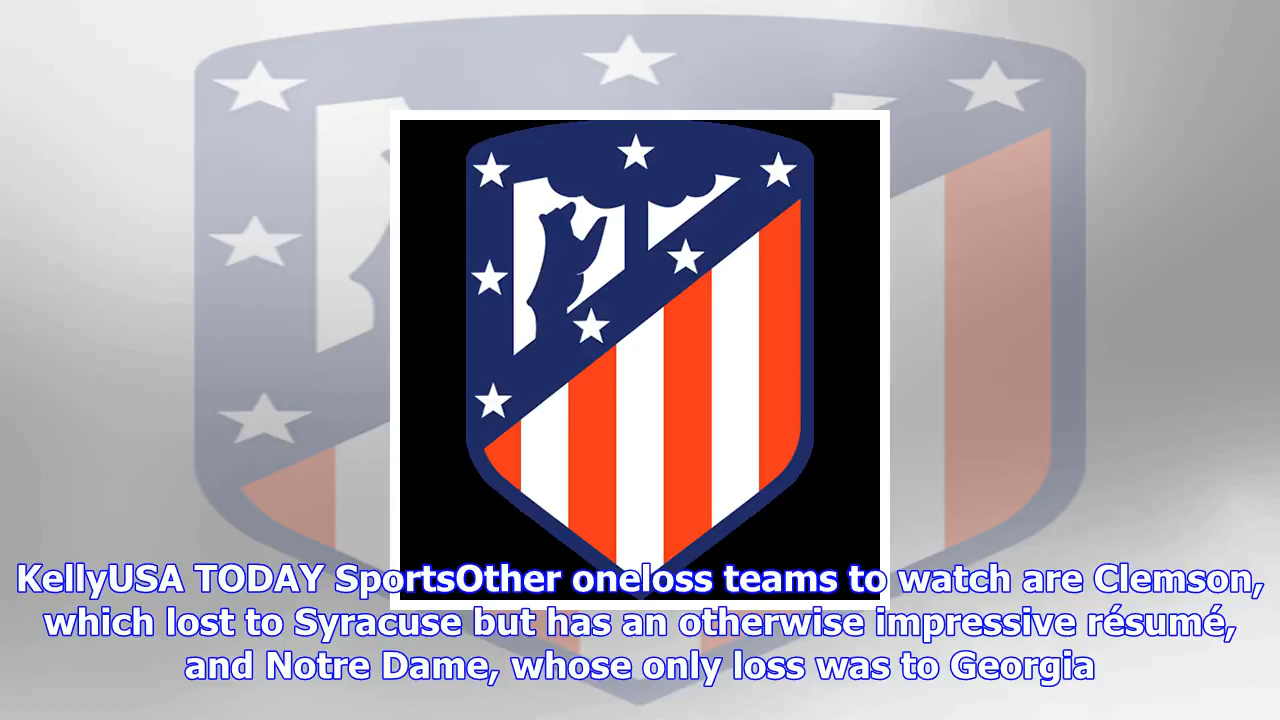 KellyUSA TODAY SportsOther oneloss teams to watch are Clemson,
which lost to Syracuse but has an otherwise impressive résumé,
and Notre Dame, whose only loss was to Georgia